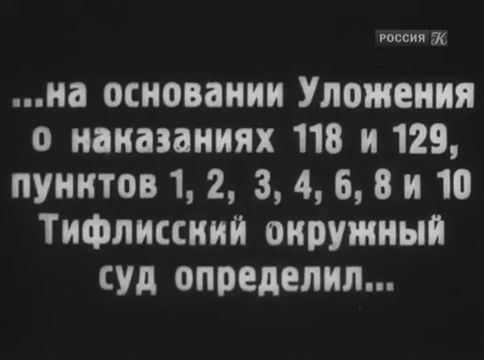 РОССИЯ К
...на основании Уложения
о наказаниях 118 и 129,
пунктов 1, 2, 3, 4, 6, 8 и 10
Тифлисский окружный
суд определил...